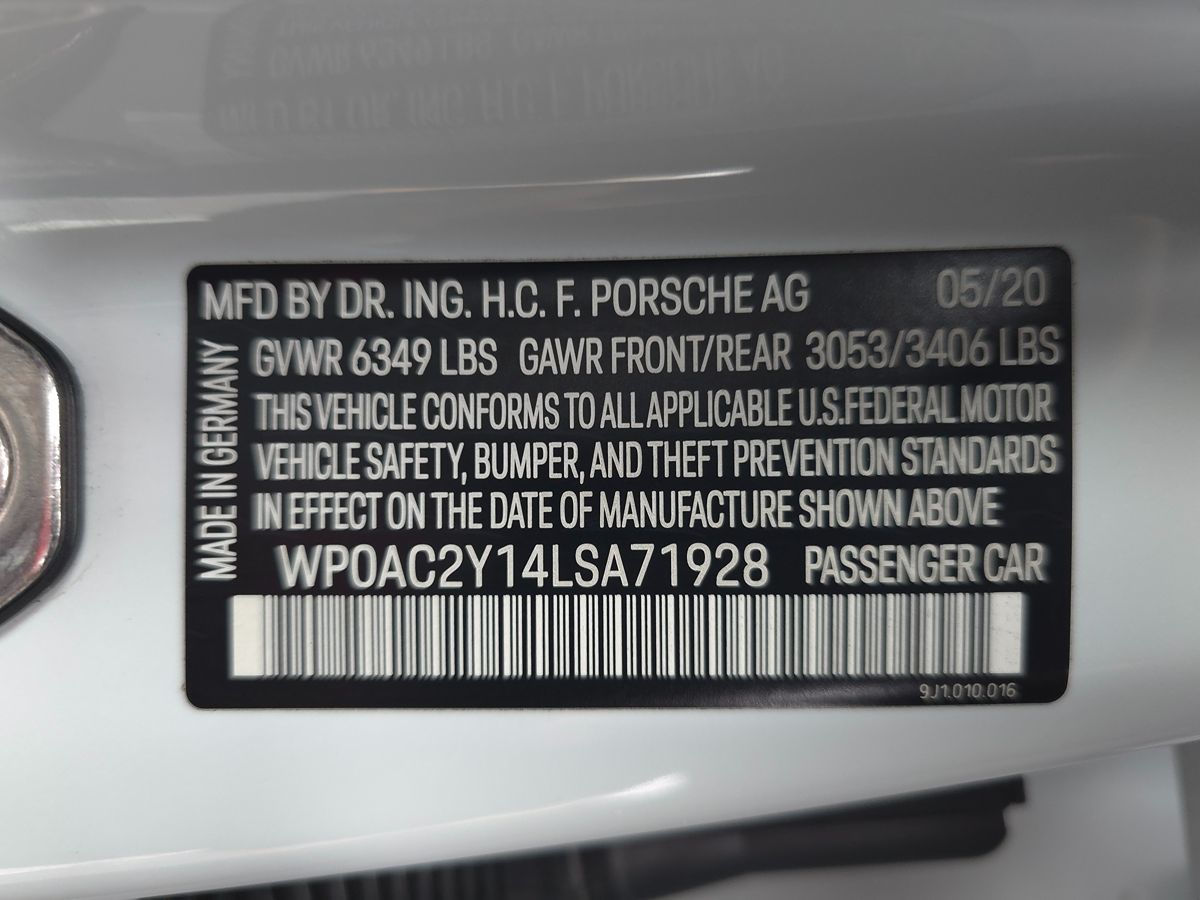 MFD BY DR. ING. H.C. F. PORSCHE AG 05/20
GVWR 6349 LBS GAWR FRONT/REAR 3053/3406 LBS
THIS VEHICLE CONFORMS TO ALL APPLICABLE U.S.FEDERAL MOTOR
VEHICLE SAFETY, BUMPER, AND THEFT PREVENTION STANDARDS
IN EFFECT ON THE DATE OF MANUFACTURE SHOWN ABOVE
WP0AC2Y14LSA71928 PASSENGER CAR
MADE IN GERMANY
9J1.010.016